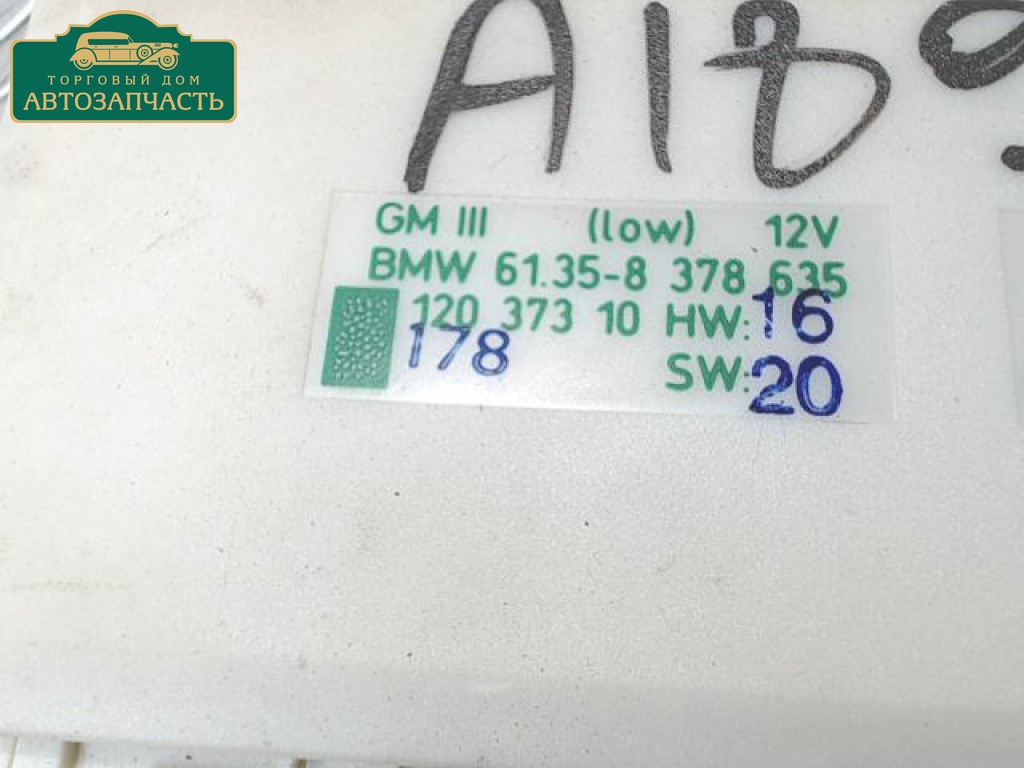 ТОРГОВЫЙ ДОМ
АВТОЗАПЧАСТЬ
GM III (low) 12V
BMW 61.35-8 378 635
120 373 10 HW: 16
178 SW: 20